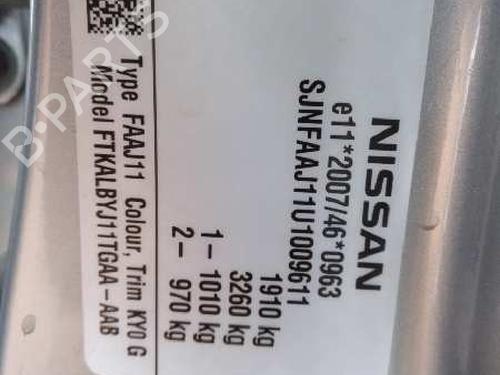 NISSAN
e11*2007/46*0963
SJNFAAJ11U1009611
1910 kg
3260 kg
1- 1010 kg
2- 970 kg
Type FAAJ11 Colour, Trim KY0 G
Model FTKALBYJ11TGAA-AAB
B-PARTS